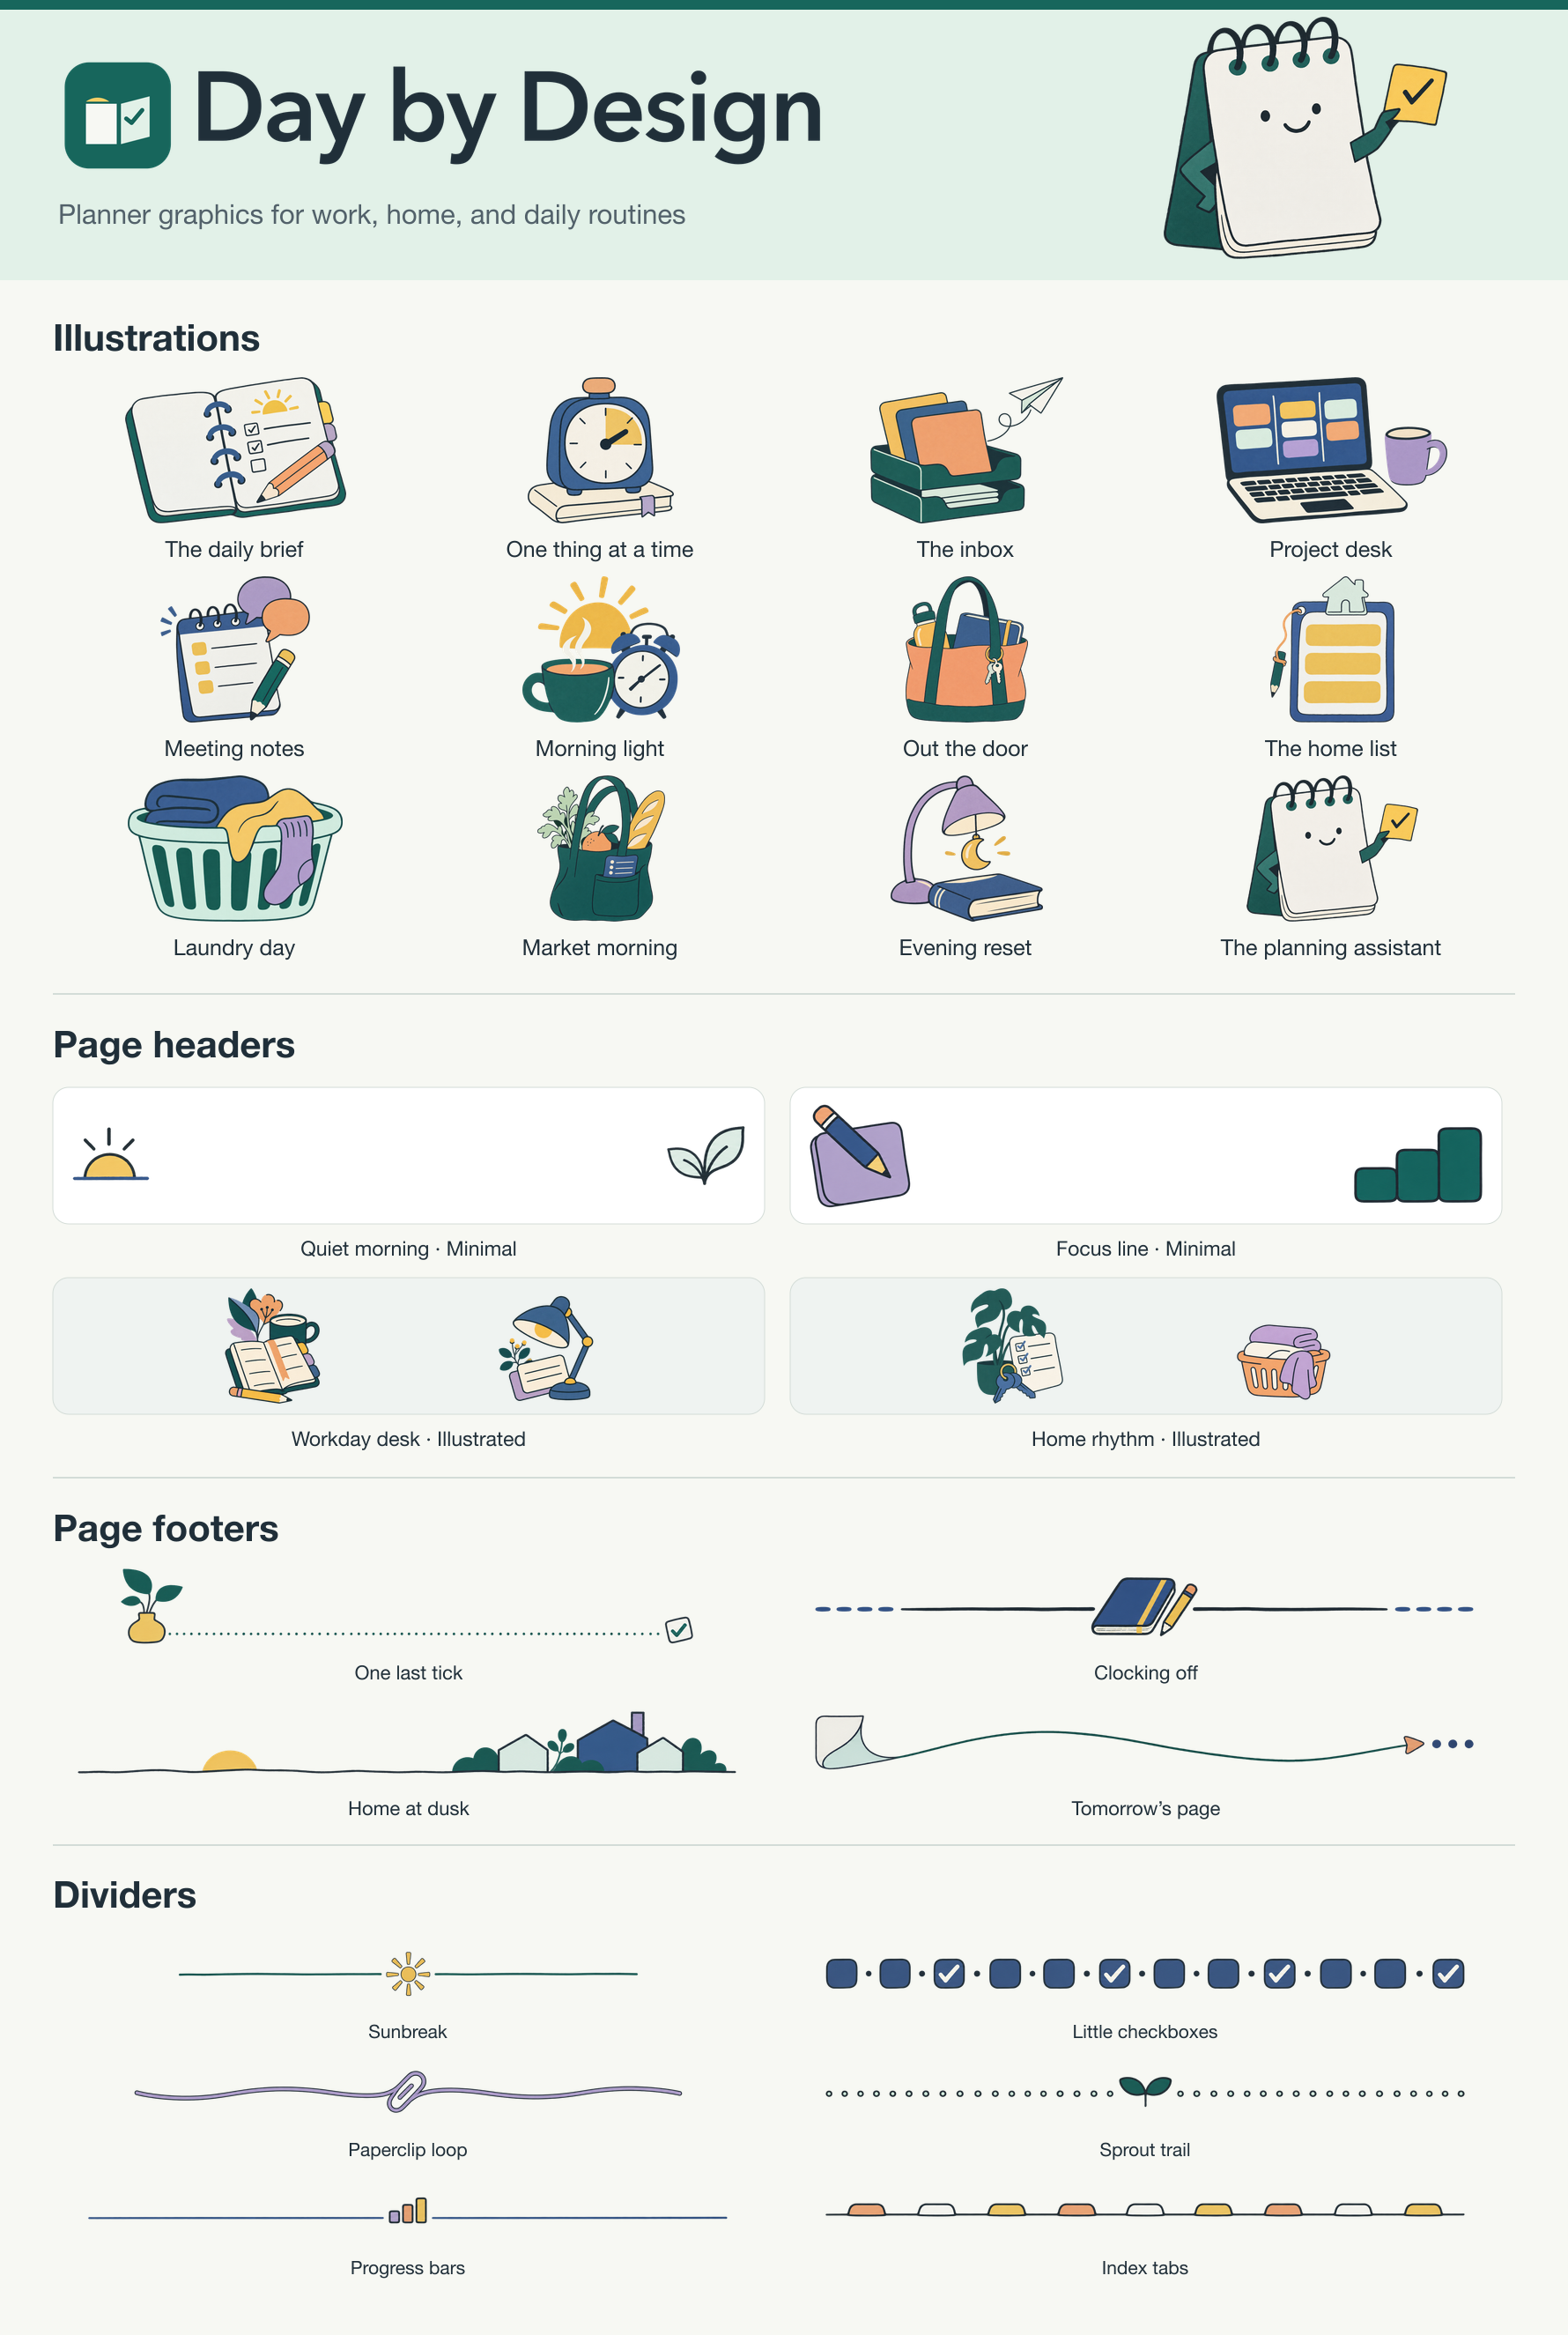 Day by Design
Planner graphics for work, home, and daily routines
Illustrations
The daily brief
One thing at a time
The inbox
Project desk
Meeting notes
Morning light
Out the door
The home list
Laundry day
Market morning
Evening reset
The planning assistant
Page headers
Quiet morning · Minimal
Focus line · Minimal
Workday desk · Illustrated
Home rhythm · Illustrated
Page footers
One last tick
Clocking off
Home at dusk
Tomorrow’s page
Dividers
Sunbreak
Little checkboxes
Paperclip loop
Sprout trail
Progress bars
Index tabs